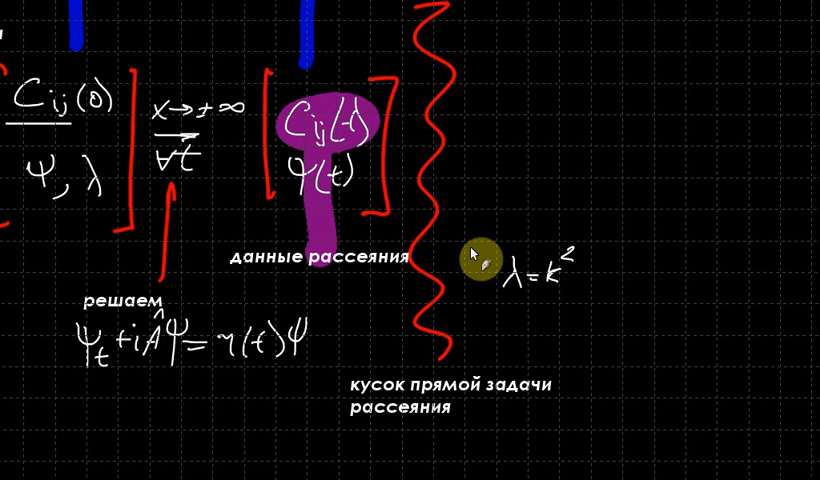 C_ij(0)
x→±∞
C_ij(t)
Ψ, λ
∀t
Ψ(t)
данные рассеяния
λ=k²
решаем
Ψ_t+iÂΨ=η(t)Ψ
кусок прямой задачи
рассеяния